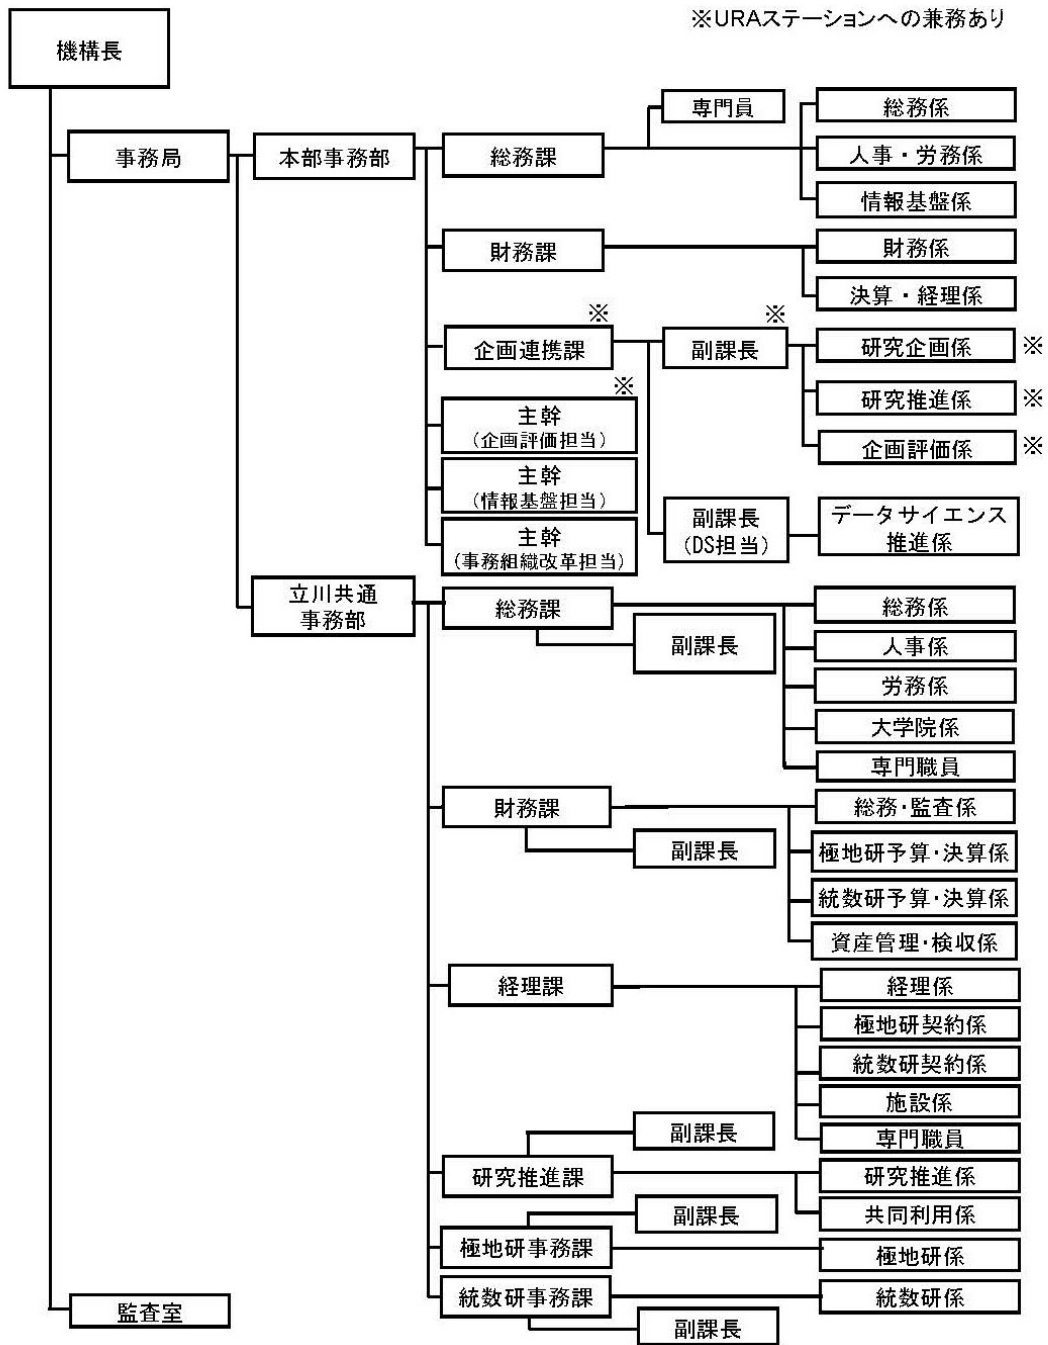 ※URAステーションへの兼務あり
機構長
事務局
本部事務部
総務課
専門員
総務係
人事・労務係
情報基盤係
財務課
財務係
決算・経理係
※
企画連携課
※
副課長
研究企画係
※
研究推進係
※
企画評価係
※
※
主幹
（企画評価担当）
主幹
（情報基盤担当）
主幹
（事務組織改革担当）
副課長
（DS担当）
データサイエンス
推進係
立川共通
事務部
総務課
副課長
総務係
人事係
労務係
大学院係
専門職員
財務課
副課長
総務・監査係
極地研予算・決算係
統数研予算・決算係
資産管理・検収係
経理課
経理係
極地研契約係
統数研契約係
施設係
専門職員
副課長
研究推進課
研究推進係
共同利用係
副課長
極地研事務課
極地研係
統数研事務課
統数研係
副課長
監査室